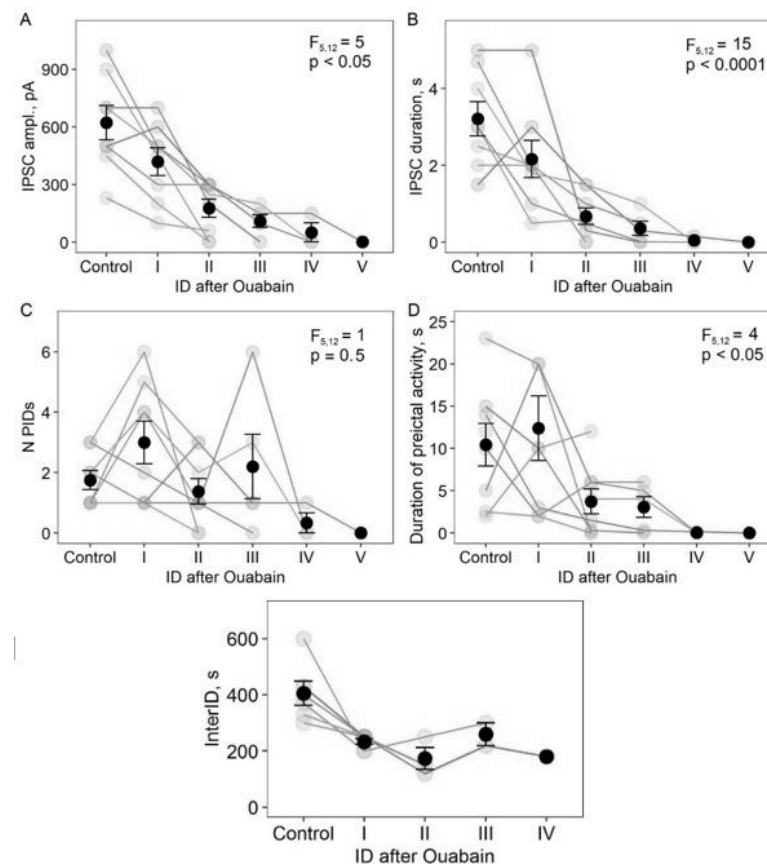 A
F5,12 = 5
p < 0.05
900
600
300
0
IPSC ampl., pA
Control I II III IV V
ID after Ouabain
B
F5,12 = 15
p < 0.0001
4
2
0
IPSC duration, s
Control I II III IV V
ID after Ouabain
C
F5,12 = 1
p = 0.5
6
4
2
0
N PIDs
Control I II III IV V
ID after Ouabain
D
F5,12 = 4
p < 0.05
25
20
15
10
5
0
Duration of preictal activity, s
Control I II III IV V
ID after Ouabain
600
400
200
0
InterID, s
Control I II III IV
ID after Ouabain